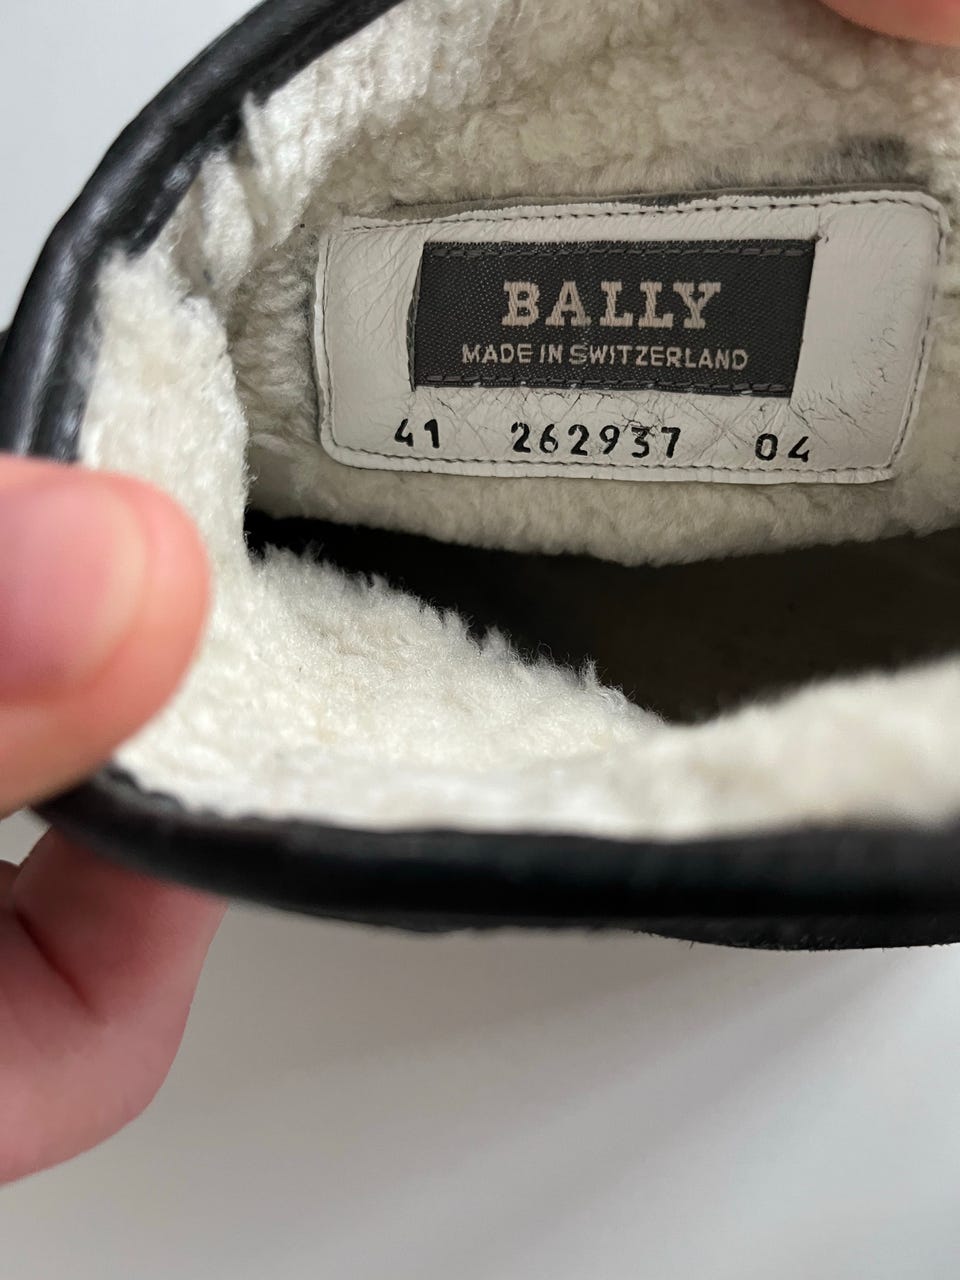 BALLY
MADE IN SWITZERLAND
41 262937 04